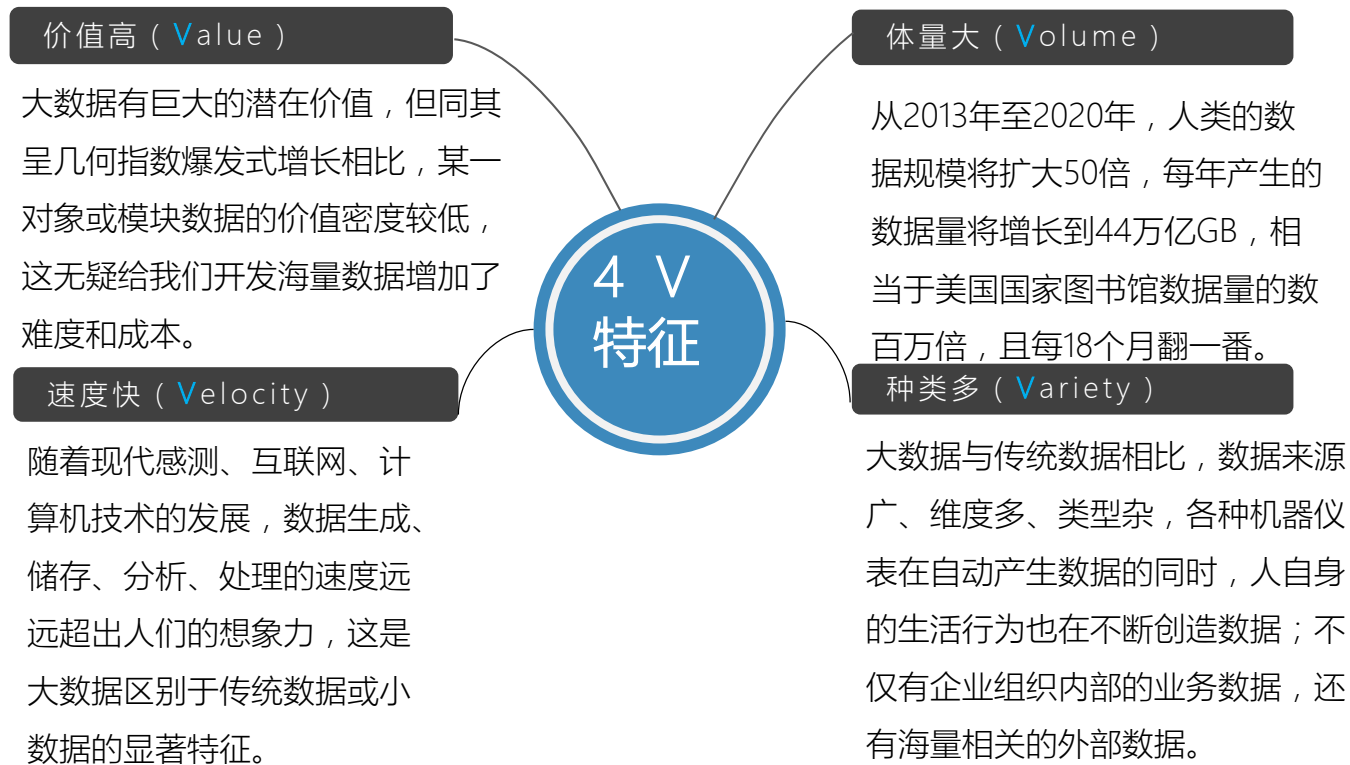 价值高（Value）
大数据有巨大的潜在价值，但同其
呈几何指数爆发式增长相比，某一
对象或模块数据的价值密度较低，
这无疑给我们开发海量数据增加了
难度和成本。
体量大（Volume）
从2013年至2020年，人类的数
据规模将扩大50倍，每年产生的
数据量将增长到44万亿GB，相
当于美国国家图书馆数据量的数
百万倍，且每18个月翻一番。
4 V
特征
速度快（Velocity）
随着现代感测、互联网、计
算机技术的发展，数据生成、
储存、分析、处理的速度远
远超出人们的想象力，这是
大数据区别于传统数据或小
数据的显著特征。
种类多（Variety）
大数据与传统数据相比，数据来源
广、维度多、类型杂，各种机器仪
表在自动产生数据的同时，人自身
的生活行为也在不断创造数据；不
仅有企业组织内部的业务数据，还
有海量相关的外部数据。